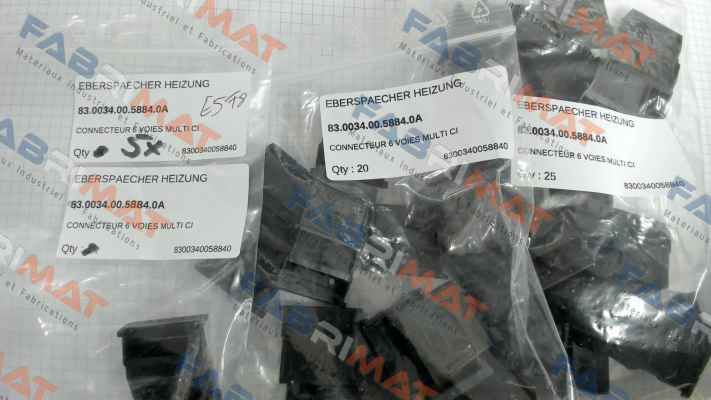 EBERSPAECHER HEIZUNG
83.0034.00.5884.0A
CONNECTEUR 6 VOIES MULTI CI
Qty
5X
8300340058840
E598
EBERSPAECHER HEIZUNG
83.0034.00.5884.0A
CONNECTEUR 6 VOIES MULTI CI
Qty
8300340058840
EBERSPAECHER HEIZUNG
83.0034.00.5884.0A
CONNECTEUR 6 VOIES MULTI CI
Qty : 20
8300340058840
EBERSPAECHER HEIZUNG
83.0034.00.5884.0A
CONNECTEUR 6 VOIES MULTI CI
Qty : 25
8300340058840
FABRIMAT
Matériaux Industriel et Fabrications